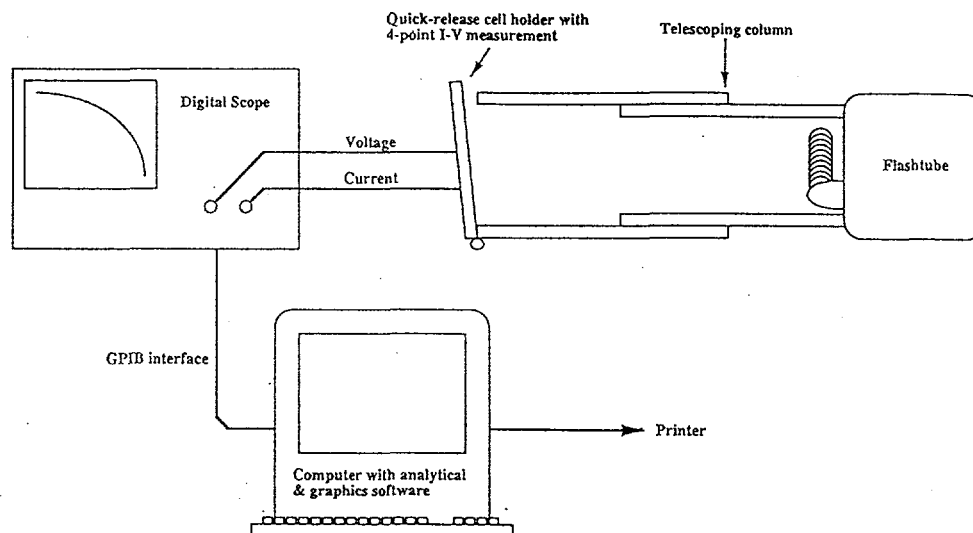 Quick-release cell holder with
4-point I-V measurement
Telescoping column
Digital Scope
Voltage
Current
Flashtube
GPIB interface
Printer
Computer with analytical
& graphics software